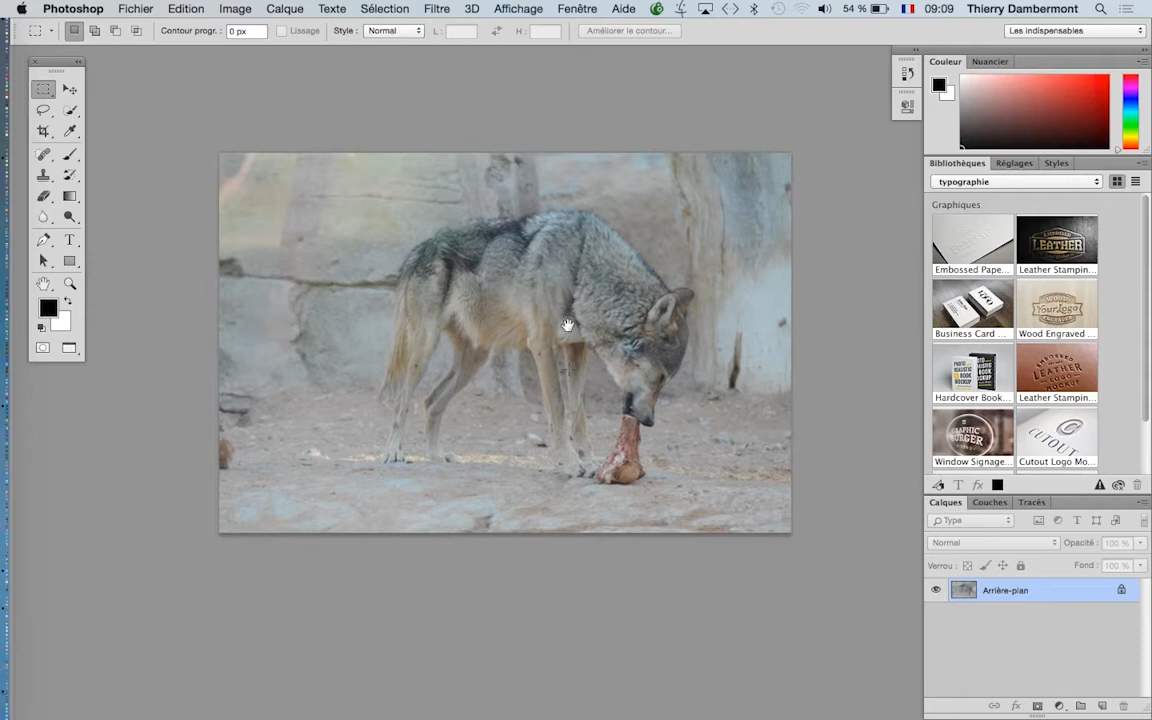 Photoshop Fichier Edition Image Calque Texte Sélection Filtre 3D Affichage Fenêtre Aide 54 % 09:09 Thierry Dambermont
Contour progr. : 0 px Lissage Style : Normal L : H : Améliorer le contour... Les indispensables
Couleur Nuancier
Bibliothèques Réglages Styles
typographie
Graphiques
Embossed Pape... Leather Stampin...
Business Card ... Wood Engraved
Hardcover Book... Leather Stampin...
Window Signage... Cutout Logo Mo...
Calques Couches Tracés
Type
Normal Opacité : 100 %
Verrou : Fond : 100 %
Arrière-plan